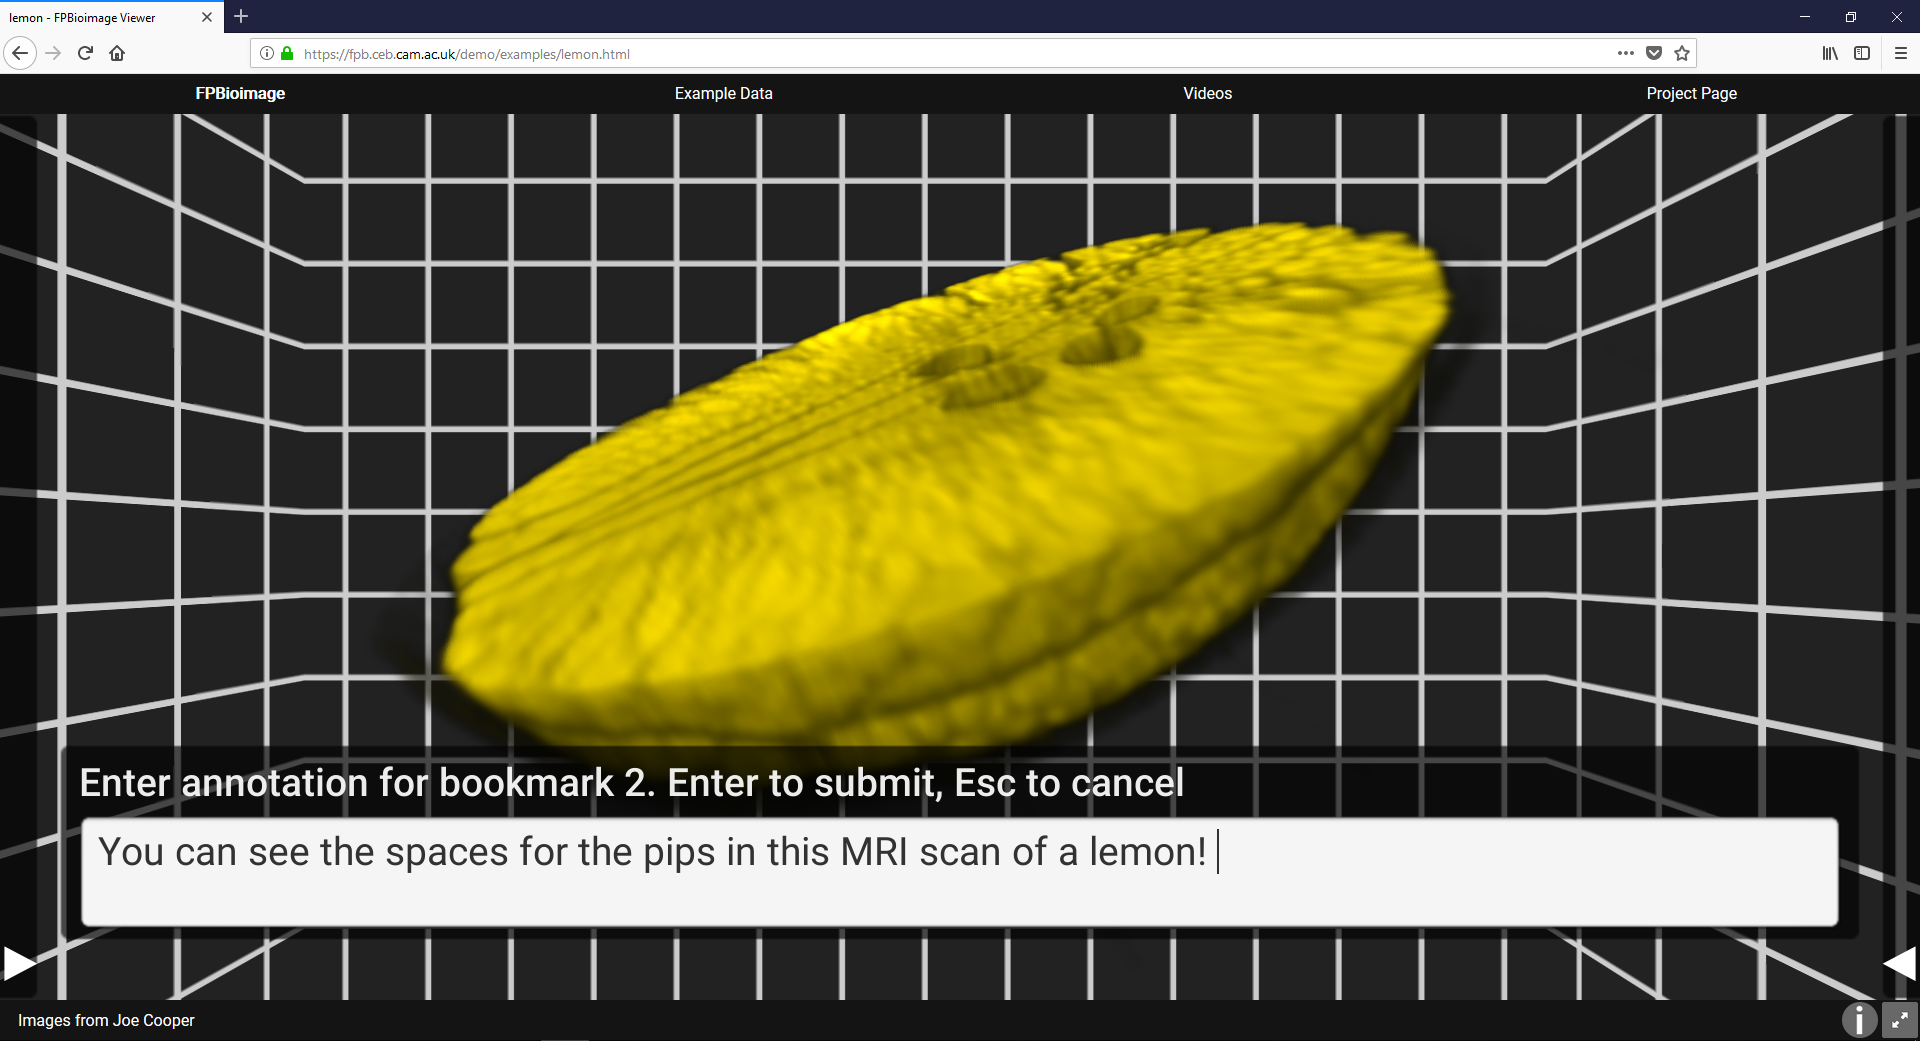 lemon - FPBioimage Viewer
https://fpb.ceb.cam.ac.uk/demo/examples/lemon.html
FPBioimage Example Data Videos Project Page
Enter annotation for bookmark 2. Enter to submit, Esc to cancel
You can see the spaces for the pips in this MRI scan of a lemon!
Images from Joe Cooper